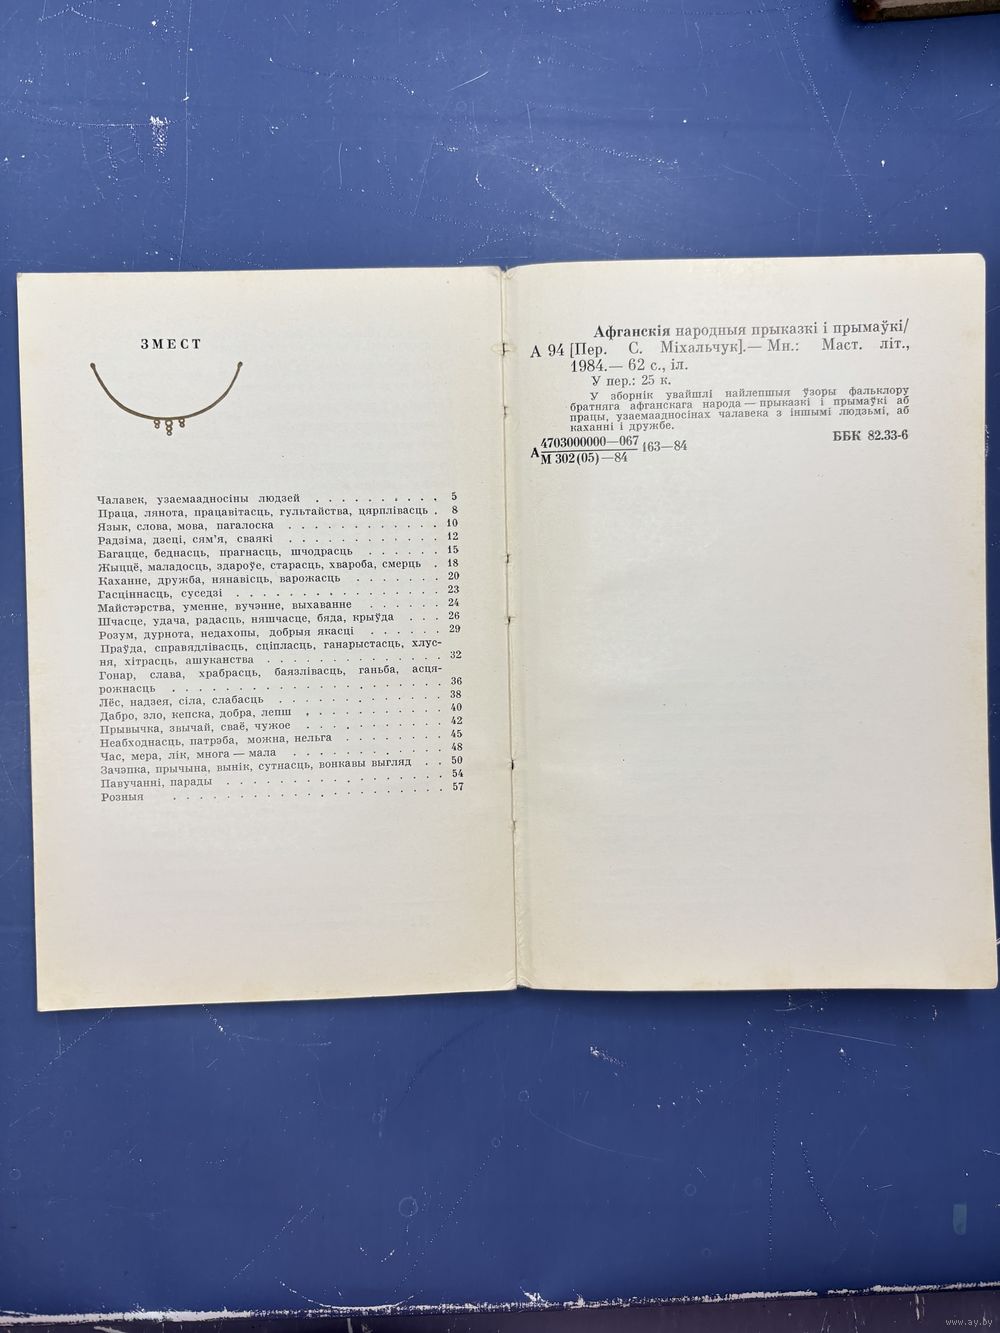 ЗМЕСТ
Чалавек, узаемаадносіны людзей . . . . . . . . . . 5
Праца, лянота, працавітасць, гультайства, цярплівасць . 8
Язык, слова, мова, пагалоска . . . . . . . . . . . . 10
Радзіма, дзеці, сям'я, сваякі . . . . . . . . . . . . 12
Багацце, беднасць, прагнасць, шчодрасць . . . . . . 15
Жыццё, маладосць, здароўе, старасць, хвароба, смерць . 18
Каханне, дружба, нянавісць, варожасць . . . . . . . 20
Гасціннасць, суседзі . . . . . . . . . . . . . . . . 23
Майстэрства, уменне, вучэнне, выхаванне . . . . . . 24
Шчасце, удача, радасць, няшчасце, бяда, крыўда . . . 26
Розум, дурнота, недахопы, добрыя якасці . . . . . . 29
Праўда, справядлівасць, сціпласць, ганарыстасць, хлус-
ня, хітрасць, ашуканства . . . . . . . . . . . . . . 32
Гонар, слава, храбрасць, баязлівасць, ганьба, асця-
рожнасць . . . . . . . . . . . . . . . . . . . . . 36
Лёс, надзея, сіла, слабасць . . . . . . . . . . . . . 38
Дабро, зло, кепска, добра, лепш . . . . . . . . . . . 40
Прывычка, звычай, сваё, чужое . . . . . . . . . . . 42
Неабходнасць, патрэба, можна, нельга . . . . . . . . 45
Час, мера, лік, многа — мала . . . . . . . . . . . . 48
Зачэпка, прычына, вынік, сутнасць, вонкавы выгляд . . 50
Павучанні, парады . . . . . . . . . . . . . . . . . 54
Розныя . . . . . . . . . . . . . . . . . . . . . 57
Афганскія народныя прыказкі і прымаўкі/
А 94 [Пер. С. Міхальчук].— Мн.: Маст. літ.,
1984.— 62 с., іл.
У пер.: 25 к.
У зборнік увайшлі найлепшыя ўзоры фальклору
братняга афганскага народа — прыказкі і прымаўкі аб
працы, узаемаадносінах чалавека з іншымі людзьмі, аб
каханні і дружбе.
А 4703000000—067 163—84 ББК 82.33-6
М 302(05)—84
www.ay.by